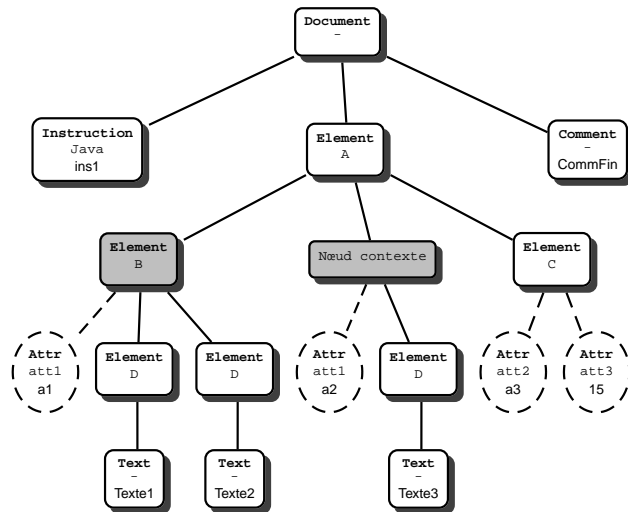 Document
-
Instruction
Java
ins1
Element
A
Comment
-
CommFin
Element
B
Nœud contexte
Element
C
Attr
att1
a1
Element
D
Element
D
Attr
att1
a2
Element
D
Attr
att2
a3
Attr
att3
15
Text
-
Texte1
Text
-
Texte2
Text
-
Texte3